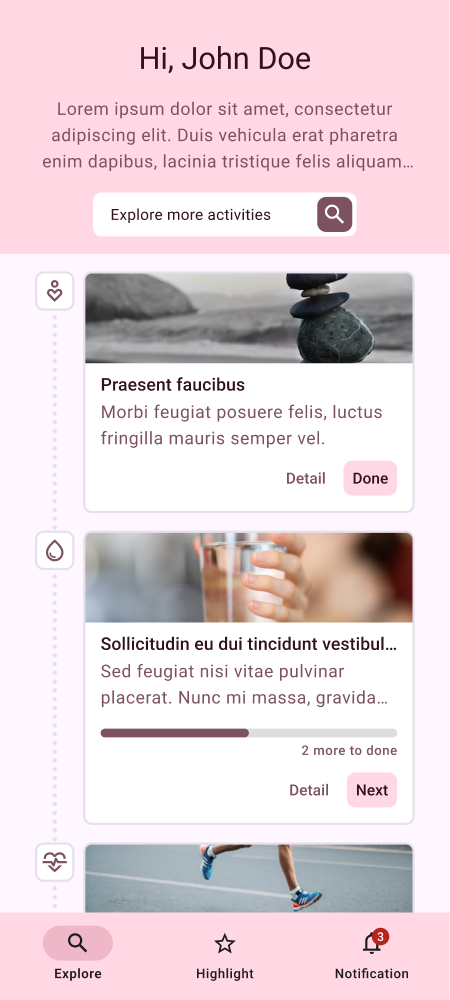 Hi, John Doe
Lorem ipsum dolor sit amet, consectetur
adipiscing elit. Duis vehicula erat pharetra
enim dapibus, lacinia tristique felis aliquam…
Explore more activities
Praesent faucibus
Morbi feugiat posuere felis, luctus
fringilla mauris semper vel.
Detail
Done
Sollicitudin eu dui tincidunt vestibul…
Sed feugiat nisi vitae pulvinar
placerat. Nunc mi massa, gravida…
2 more to done
Detail
Next
3
Explore
Highlight
Notification